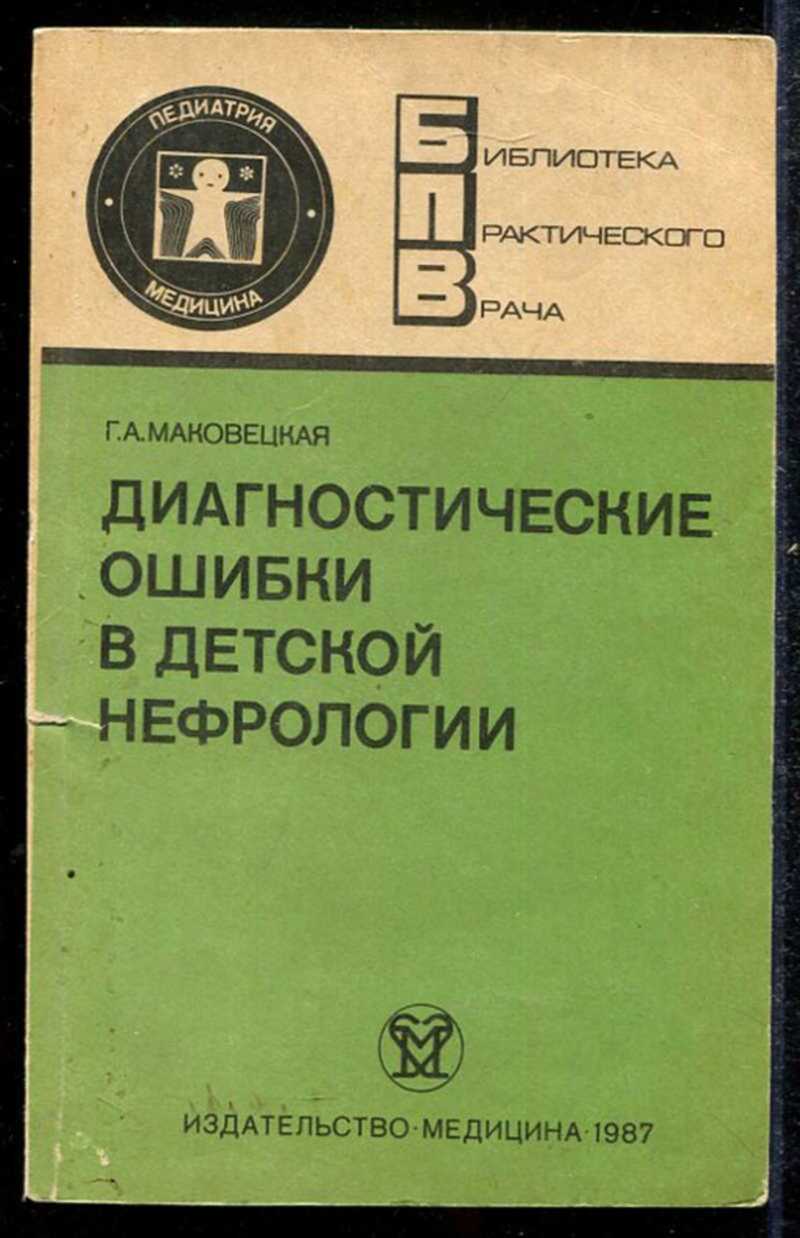 ПЕДИАТРИЯ
МЕДИЦИНА
БИБЛИОТЕКА
ПРАКТИЧЕСКОГО
ВРАЧА
Г.А.МАКОВЕЦКАЯ
ДИАГНОСТИЧЕСКИЕ
ОШИБКИ
В ДЕТСКОЙ
НЕФРОЛОГИИ
ИЗДАТЕЛЬСТВО·МЕДИЦИНА·1987